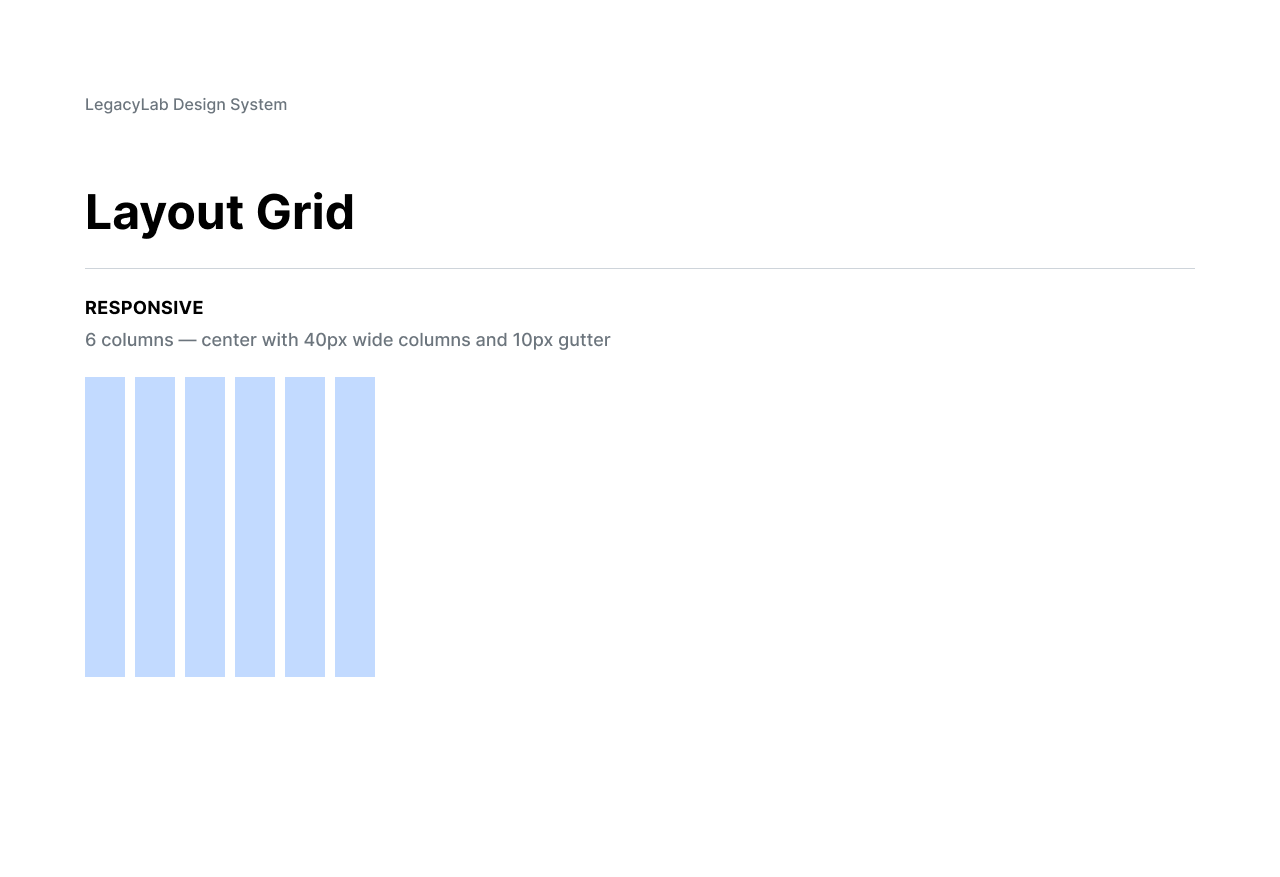 LegacyLab Design System
Layout Grid
RESPONSIVE
6 columns — center with 40px wide columns and 10px gutter